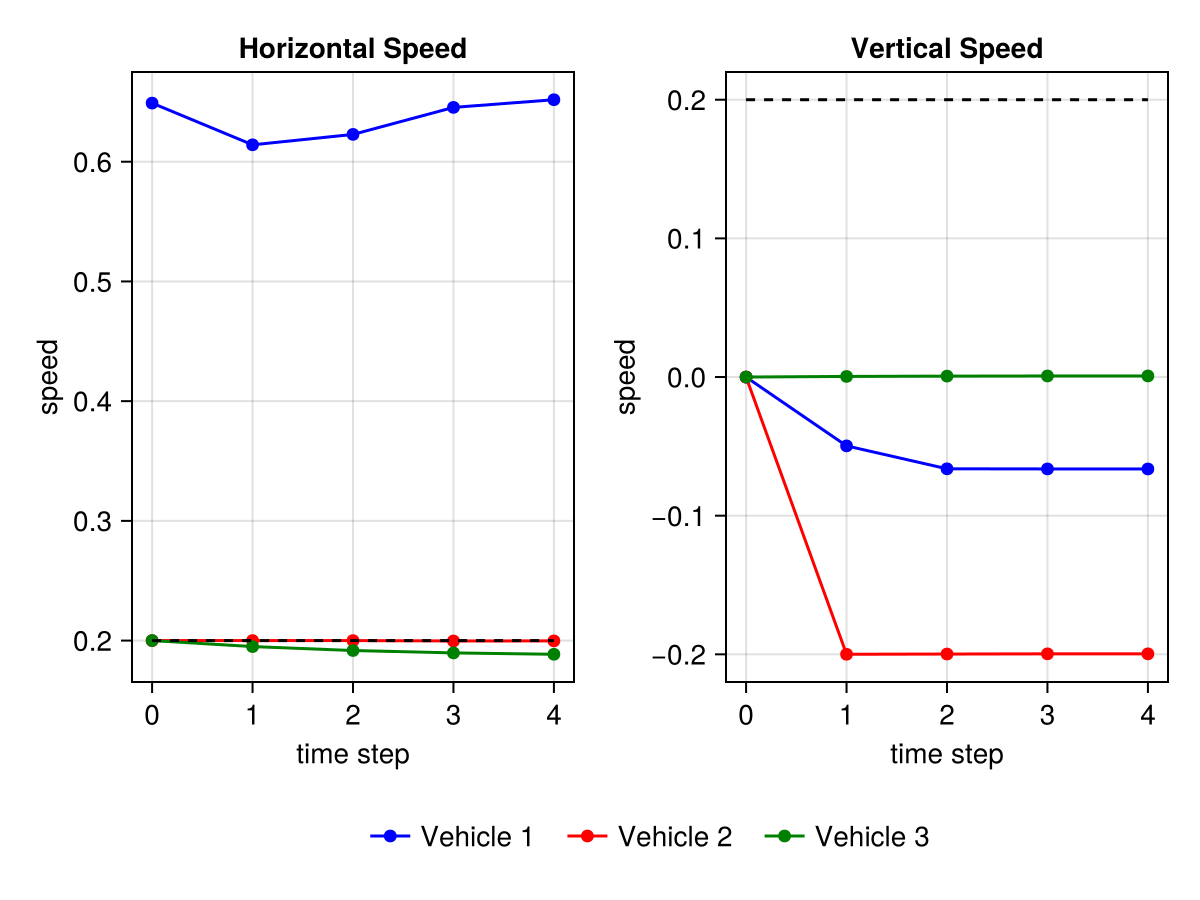 Horizontal Speed
0.6
0.5
0.4
0.3
0.2
speed
0 1 2 3 4
time step
Vertical Speed
0.2
0.1
0.0
−0.1
−0.2
speed
0 1 2 3 4
time step
Vehicle 1 Vehicle 2 Vehicle 3